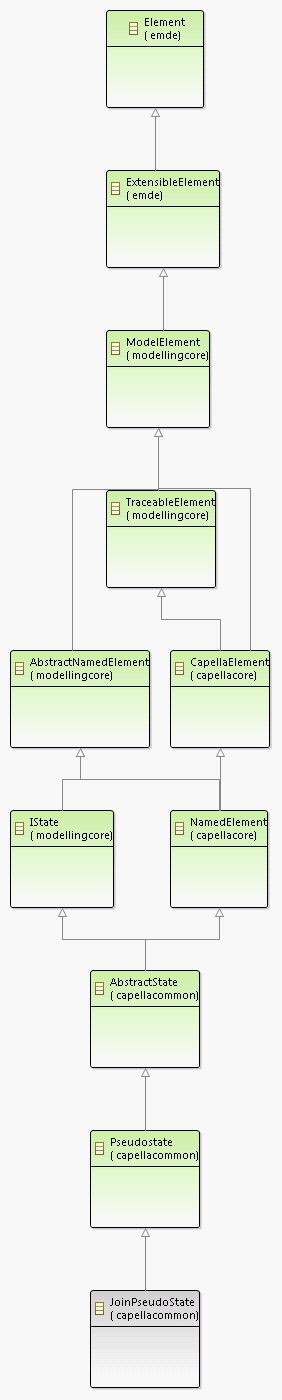 Element
( emde)
ExtensibleElement
( emde)
ModelElement
( modellingcore)
TraceableElement
( modellingcore)
AbstractNamedElement
( modellingcore)
CapellaElement
( capellacore)
IState
( modellingcore)
NamedElement
( capellacore)
AbstractState
( capellacommon)
Pseudostate
( capellacommon)
JoinPseudoState
( capellacommon)